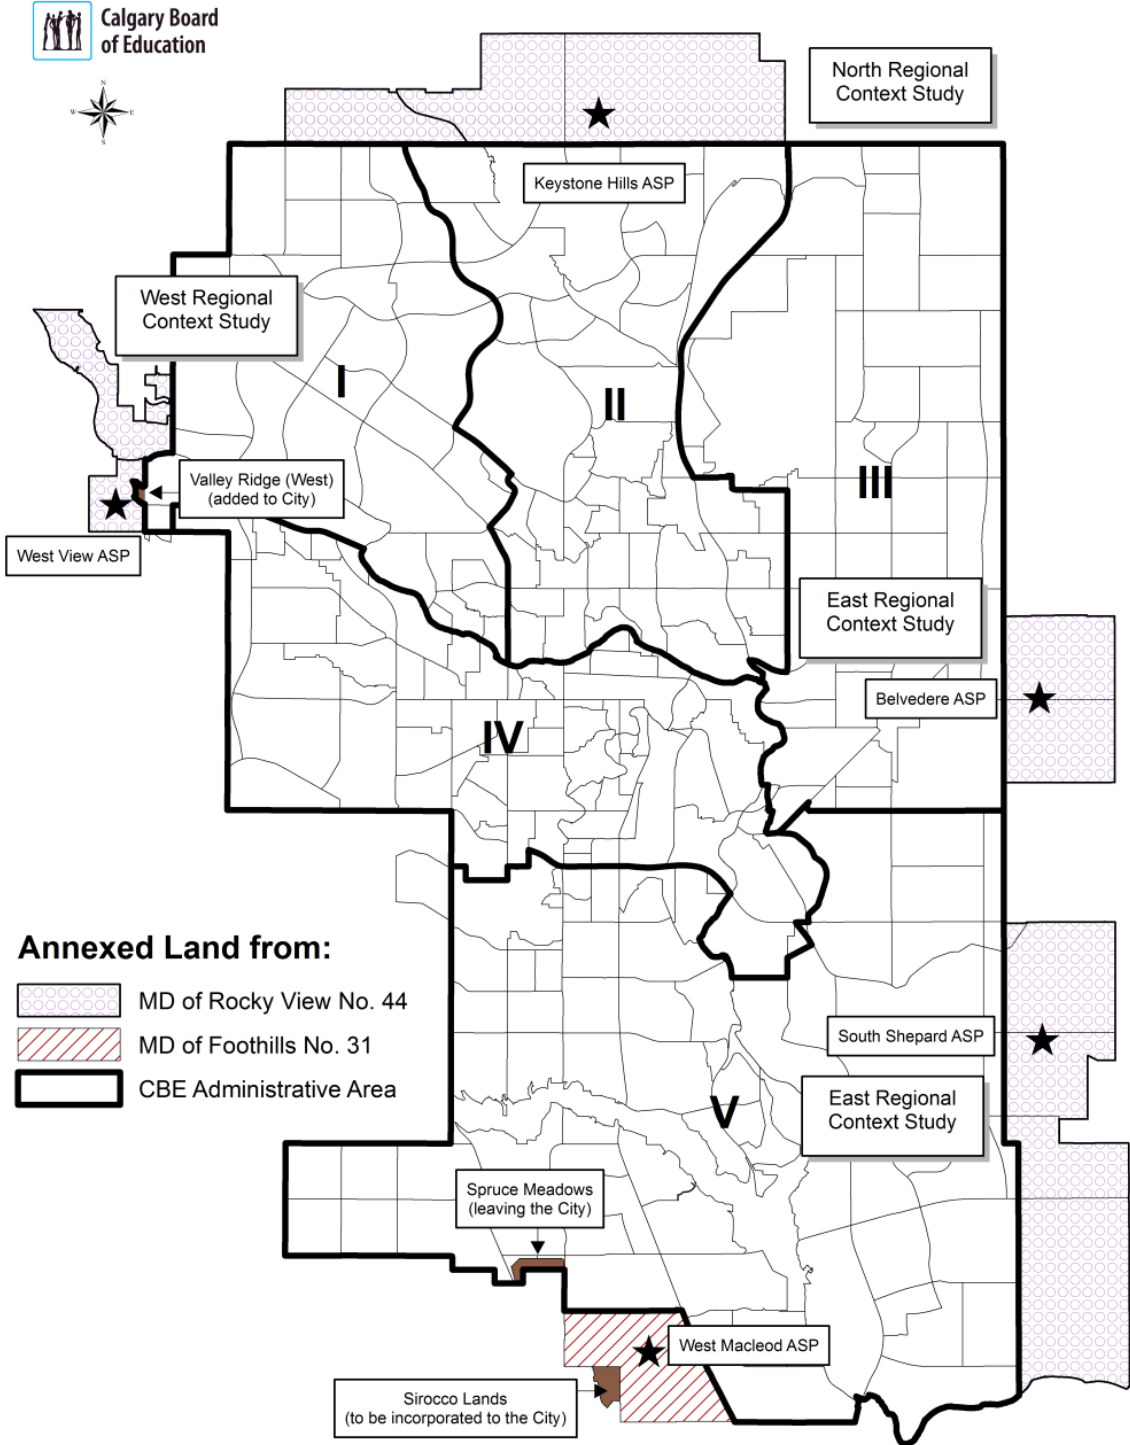 Calgary Board
of Education
N
W
E
S
North Regional
Context Study
Keystone Hills ASP
West Regional
Context Study
I
II
III
Valley Ridge (West)
(added to City)
West View ASP
East Regional
Context Study
Belvedere ASP
IV
Annexed Land from:
MD of Rocky View No. 44
MD of Foothills No. 31
CBE Administrative Area
South Shepard ASP
East Regional
Context Study
V
Spruce Meadows
(leaving the City)
West Macleod ASP
Sirocco Lands
(to be incorporated to the City)